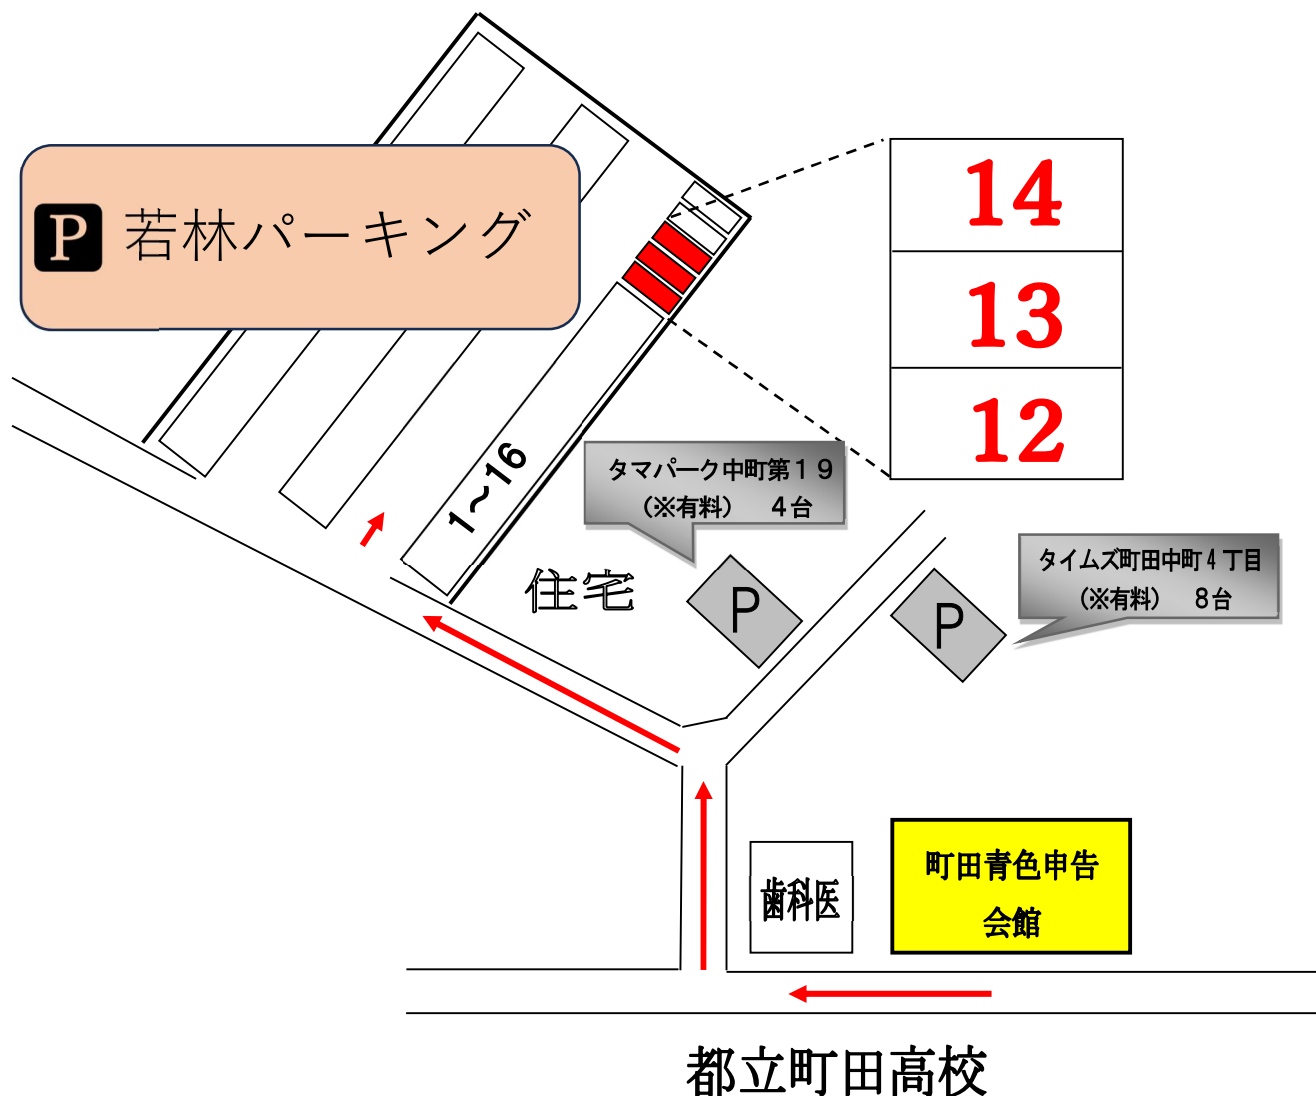 P 若林パーキング
14
13
12
1～16
タマパーク中町第１９
（※有料）　４台
住宅
P
タイムズ町田中町４丁目
（※有料）　８台
P
歯科医
町田青色申告
会館
都立町田高校